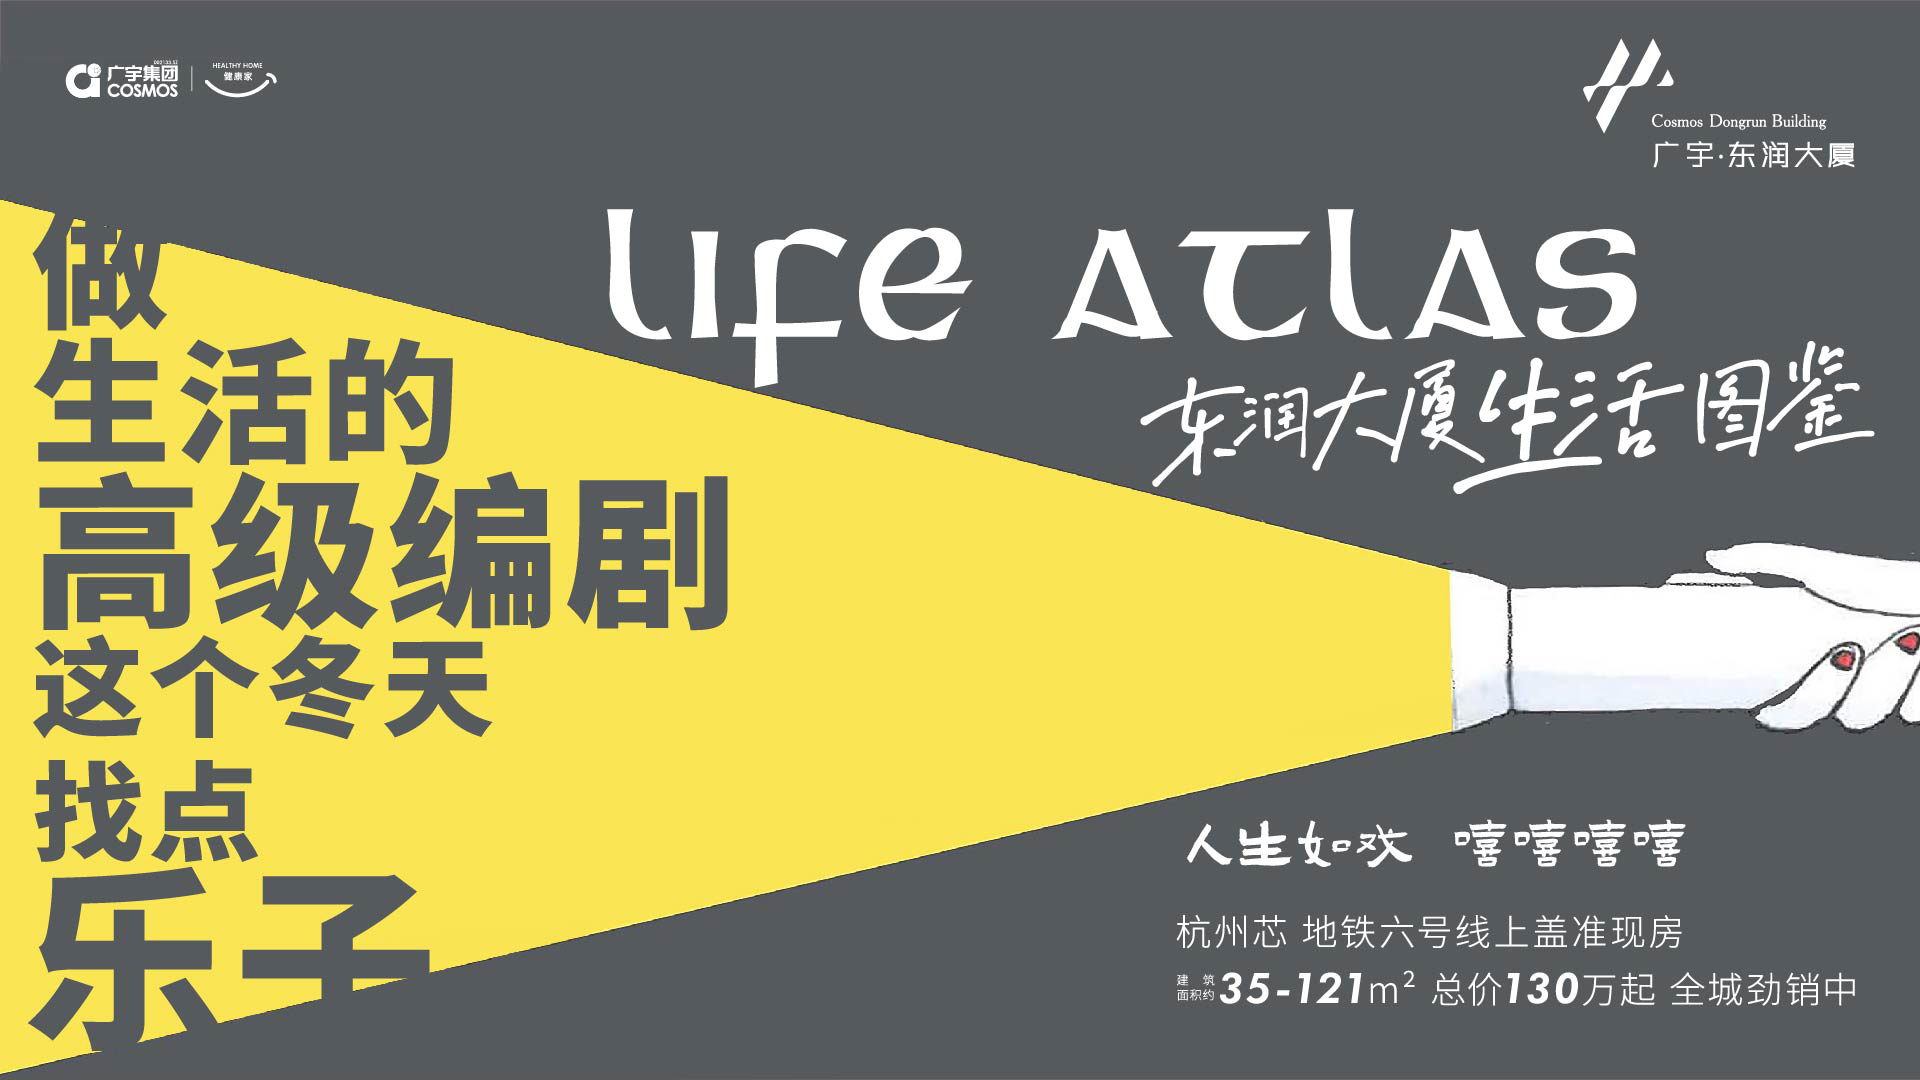 广宇集团
COSMOS
HEALTHY HOME
健康家
Cosmos Dongrun Building
广宇·东润大厦
LIFE ATLAS
东润大厦生活图鉴
做
生活的
高级编剧
这个冬天
找点
乐子
人生如戏 嘻嘻嘻嘻
杭州芯 地铁六号线上盖准现房
建筑面积约35-121m² 总价130万起 全城劲销中